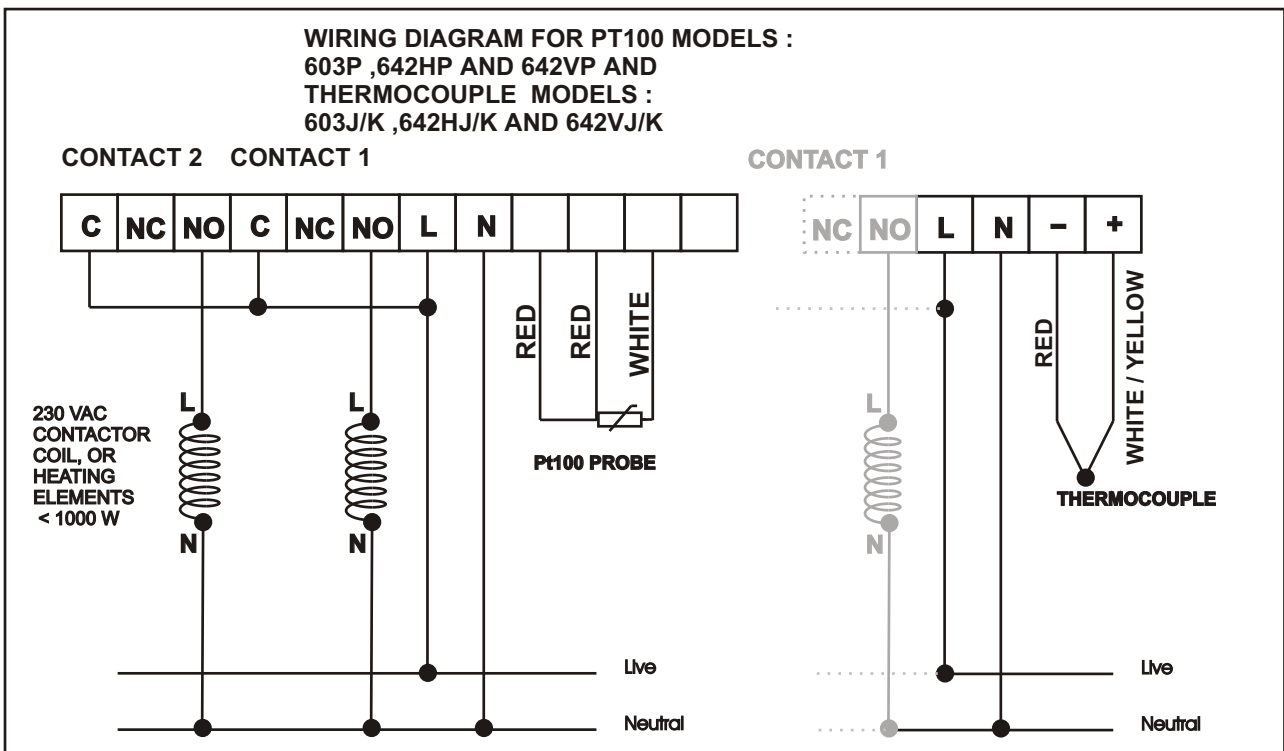 WIRING DIAGRAM FOR PT100 MODELS :
603P ,642HP AND 642VP AND
THERMOCOUPLE MODELS :
603J/K ,642HJ/K AND 642VJ/K
CONTACT 2 CONTACT 1
C NC NO C NC NO L N
RED
RED
WHITE
L
L
230 VAC
CONTACTOR
COIL, OR
HEATING
ELEMENTS
< 1000 W
Pt100 PROBE
N
N
Live
Neutral
CONTACT 1
NC NO L N - +
RED
WHITE / YELLOW
L
THERMOCOUPLE
N
Live
Neutral